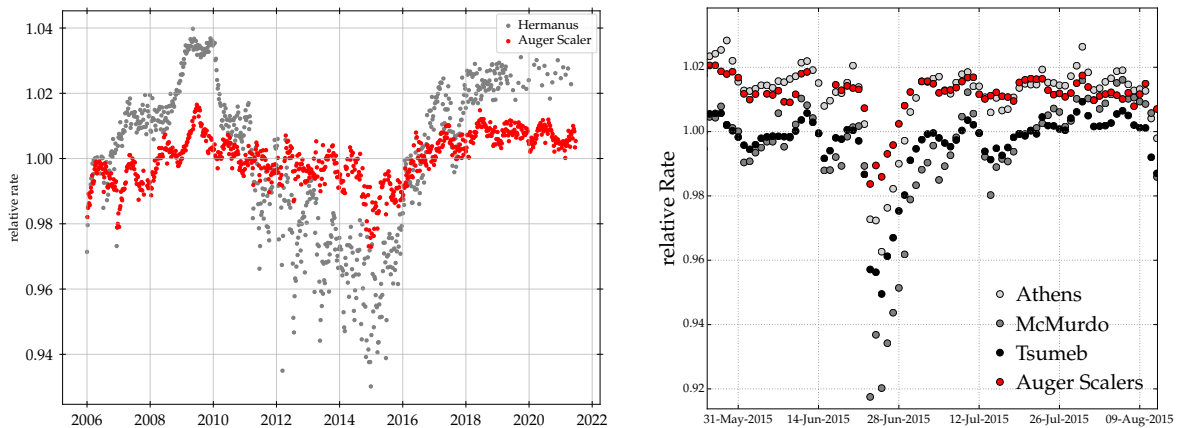 1.04
1.02
1.00
0.98
0.96
0.94
relative rate
Hermanus
Auger Scaler
2006 2008 2010 2012 2014 2016 2018 2020 2022
1.02
1.00
0.98
0.96
0.94
0.92
relative Rate
Athens
McMurdo
Tsumeb
Auger Scalers
31-May-2015 14-Jun-2015 28-Jun-2015 12-Jul-2015 26-Jul-2015 09-Aug-2015